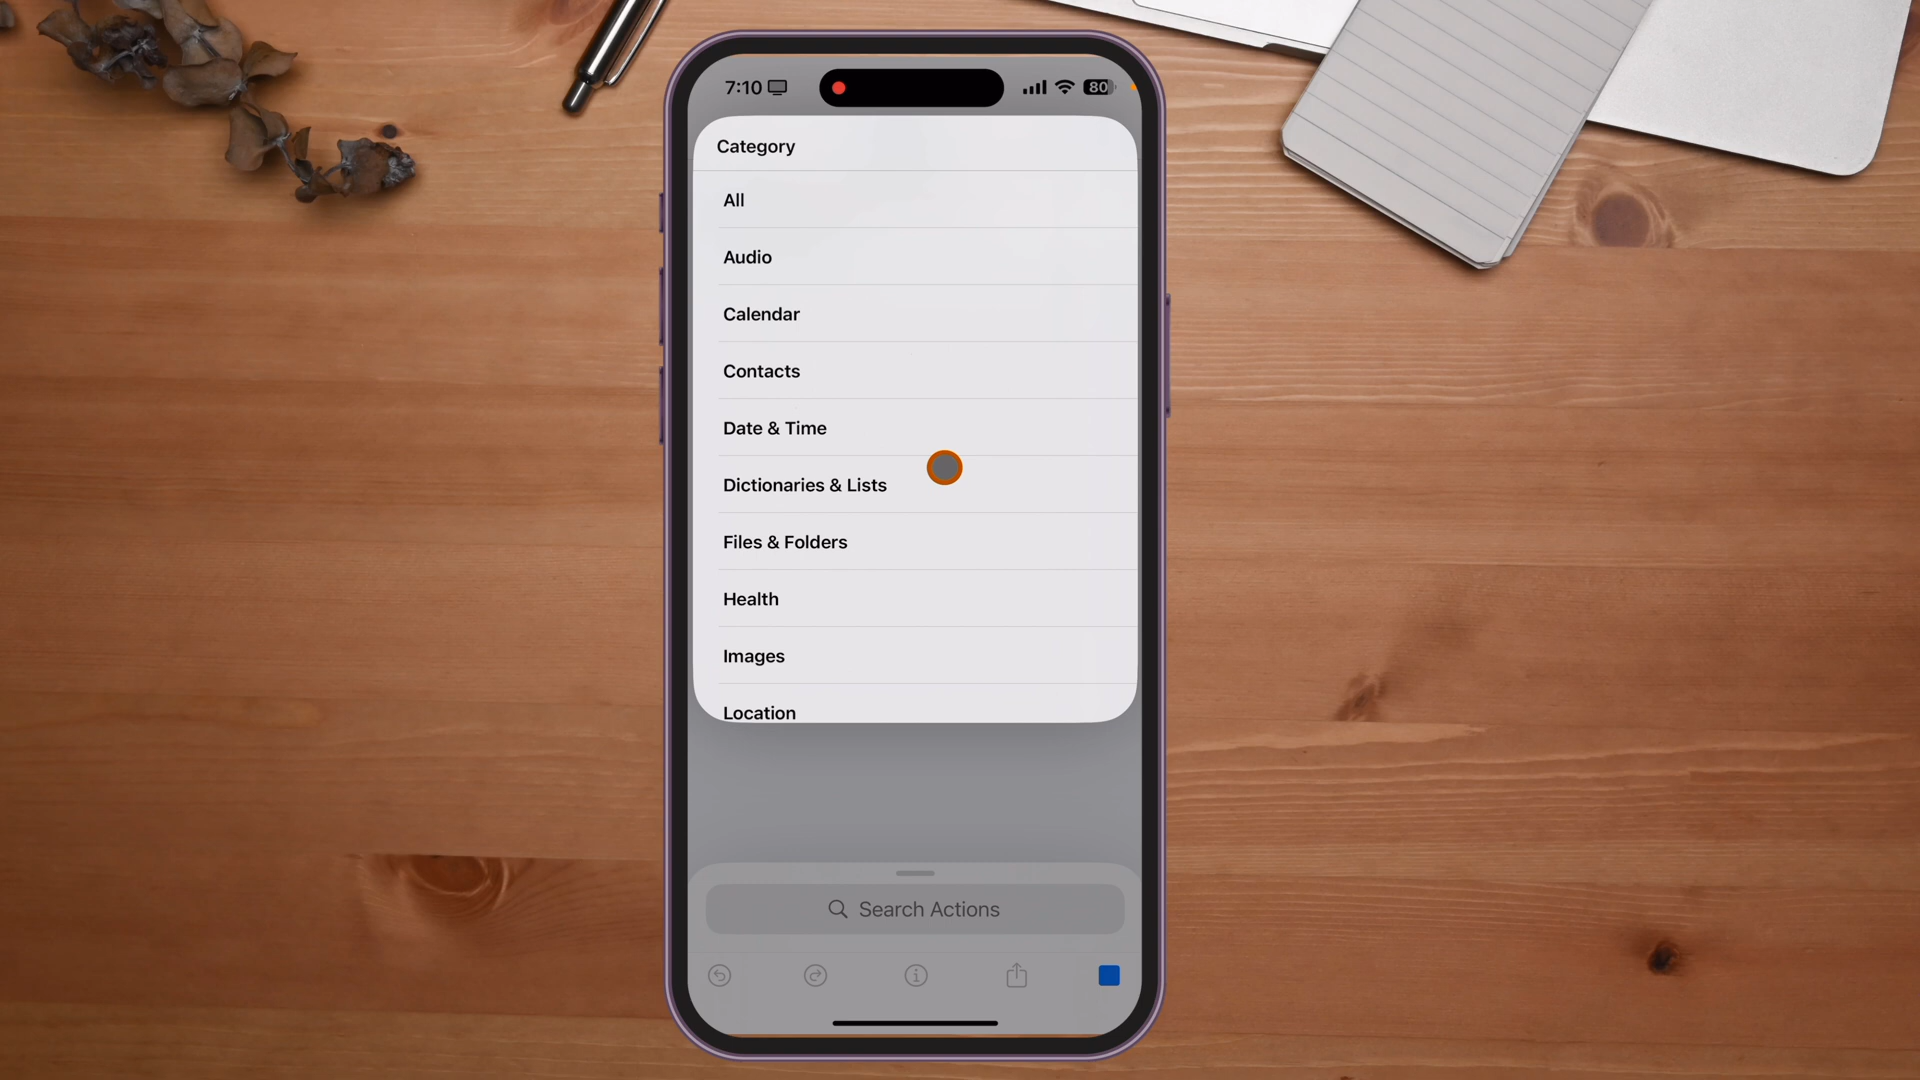 7:10
80
Category
All
Audio
Calendar
Contacts
Date & Time
Dictionaries & Lists
Files & Folders
Health
Images
Location
Search Actions